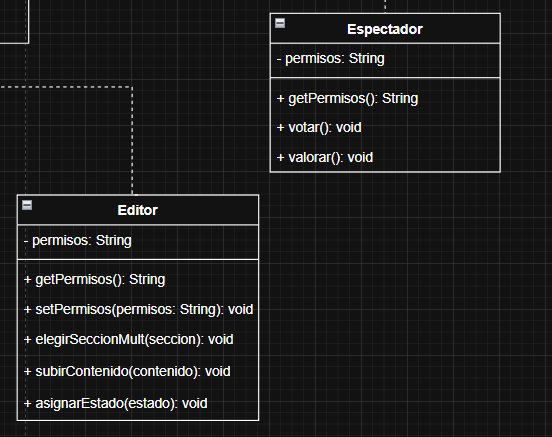 Espectador
- permisos: String
+ getPermisos(): String
+ votar(): void
+ valorar(): void
Editor
- permisos: String
+ getPermisos(): String
+ setPermisos(permisos: String): void
+ elegirSeccionMult(seccion): void
+ subirContenido(contenido): void
+ asignarEstado(estado): void